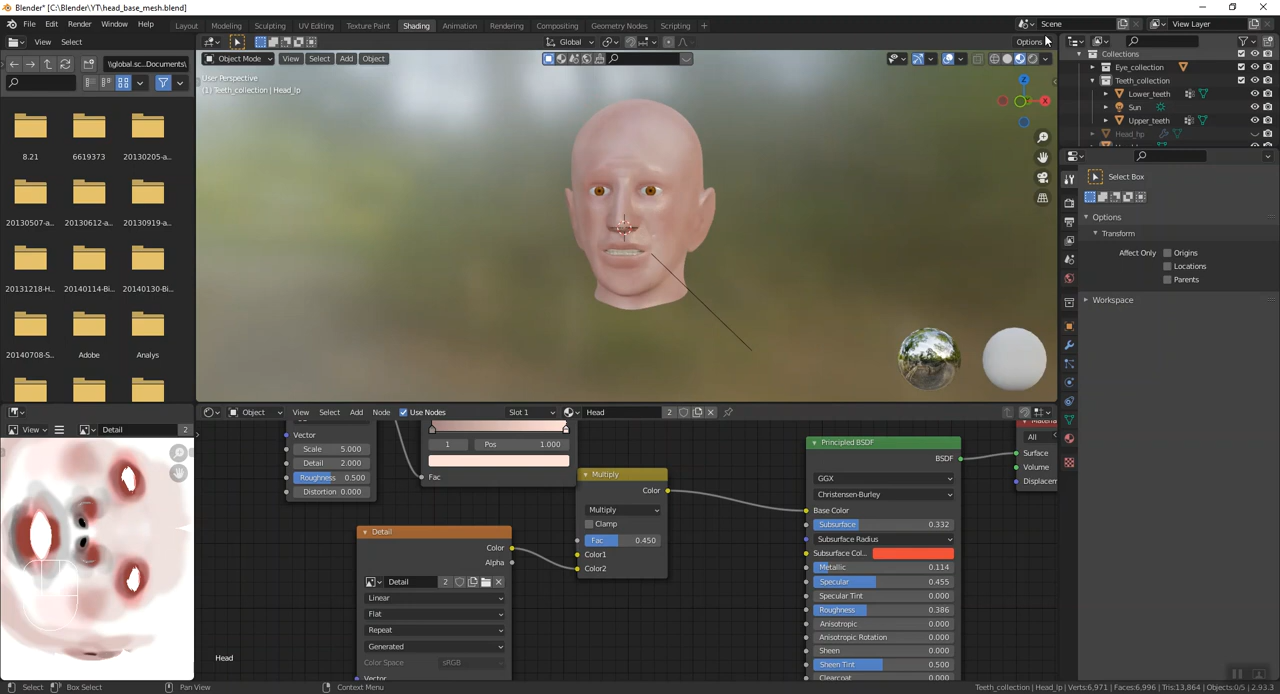 Blender* [C:\Blender\YT\head_base_mesh.blend]
File Edit Render Window Help Layout Modeling Sculpting UV Editing Texture Paint Shading Animation Rendering Compositing Geometry Nodes Scripting + Scene View Layer
View Select Global Options
\\global.sc...Documents\ Object Mode View Select Add Object
User Perspective
(1) Teeth_collection | Head_lp
Collections
Eye_collection
Teeth_collection
Lower_teeth
Sun
Upper_teeth
Head_hp
X
Z
8.21 6619373 20130205-a...
20130507-a... 20130612-a... 20130919-a...
20131218-H... 20140114-Bi... 20140130-Bi...
20140708-S... Adobe Analys
Select Box
Options
Transform
Affect Only Origins
Locations
Parents
Workspace
Object View Select Add Node Use Nodes Slot 1 Head 2
View Detail 2
Vector
Scale 5.000
Detail 2.000
Roughness 0.500
Distortion 0.000
1 Pos 1.000
Fac
Multiply
Color
Multiply
Clamp
Fac 0.450
Color1
Color2
Detail
Color
Alpha
Detail 2
Linear
Flat
Repeat
Generated
Color Space sRGB
Vector
Principled BSDF
BSDF
GGX
Christensen-Burley
Base Color
Subsurface 0.332
Subsurface Radius
Subsurface Col...
Metallic 0.114
Specular 0.455
Specular Tint 0.000
Roughness 0.386
Anisotropic 0.000
Anisotropic Rotation 0.000
Sheen 0.000
Sheen Tint 0.500
Clearcoat
All
Surface
Volume
Displacem
Head
Select Box Select Pan View Context Menu Teeth_collection | Head_lp | Verts:6,971 | Faces:6,996 | Tris:13,864 | Objects:0/5 | 2.93.3